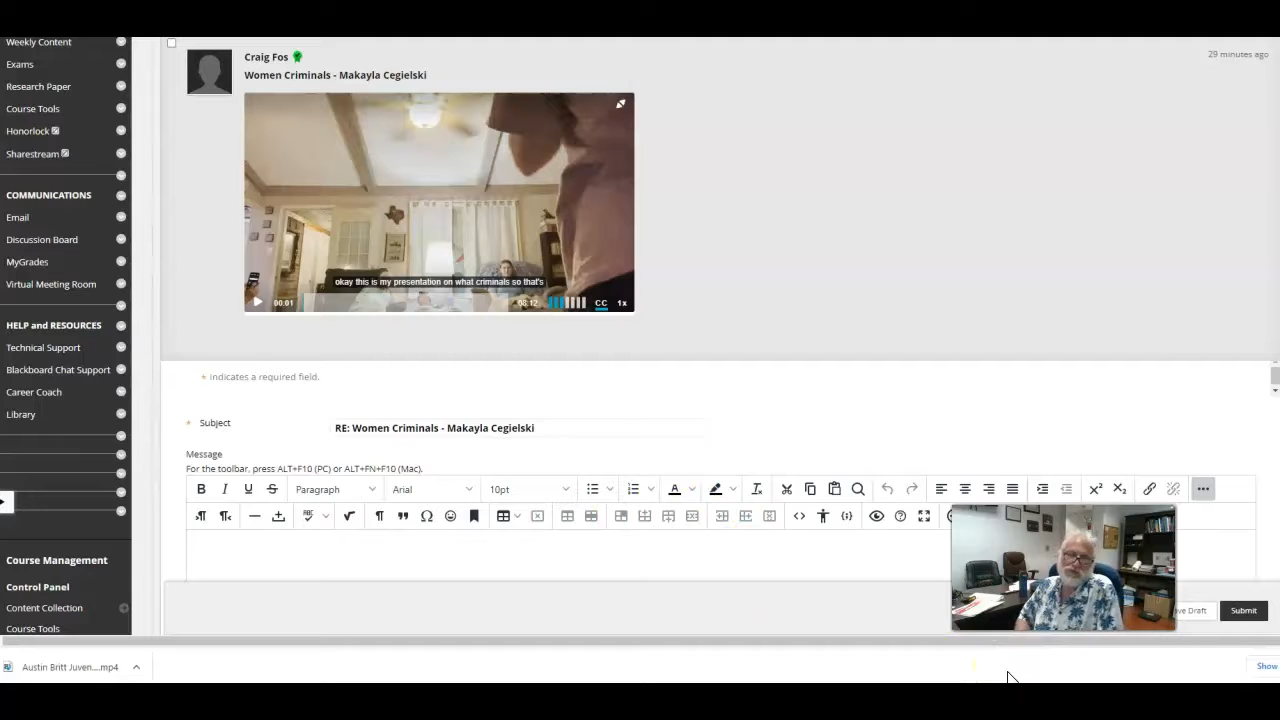 Weekly Content
Exams
Research Paper
Course Tools
Honorlock
Sharestream
COMMUNICATIONS
Email
Discussion Board
MyGrades
Virtual Meeting Room
HELP and RESOURCES
Technical Support
Blackboard Chat Support
Career Coach
Library
Course Management
Control Panel
Content Collection
Course Tools
Craig Fos
29 minutes ago
Women Criminals - Makayla Cegielski
okay this is my presentation on what criminals so that's
00:01
08:12
CC
1x
* Indicates a required field.
* Subject
RE: Women Criminals - Makayla Cegielski
Message
For the toolbar, press ALT+F10 (PC) or ALT+FN+F10 (Mac).
B I U S Paragraph Arial 10pt
ve Draft
Submit
Austin Britt Juven....mp4
Show